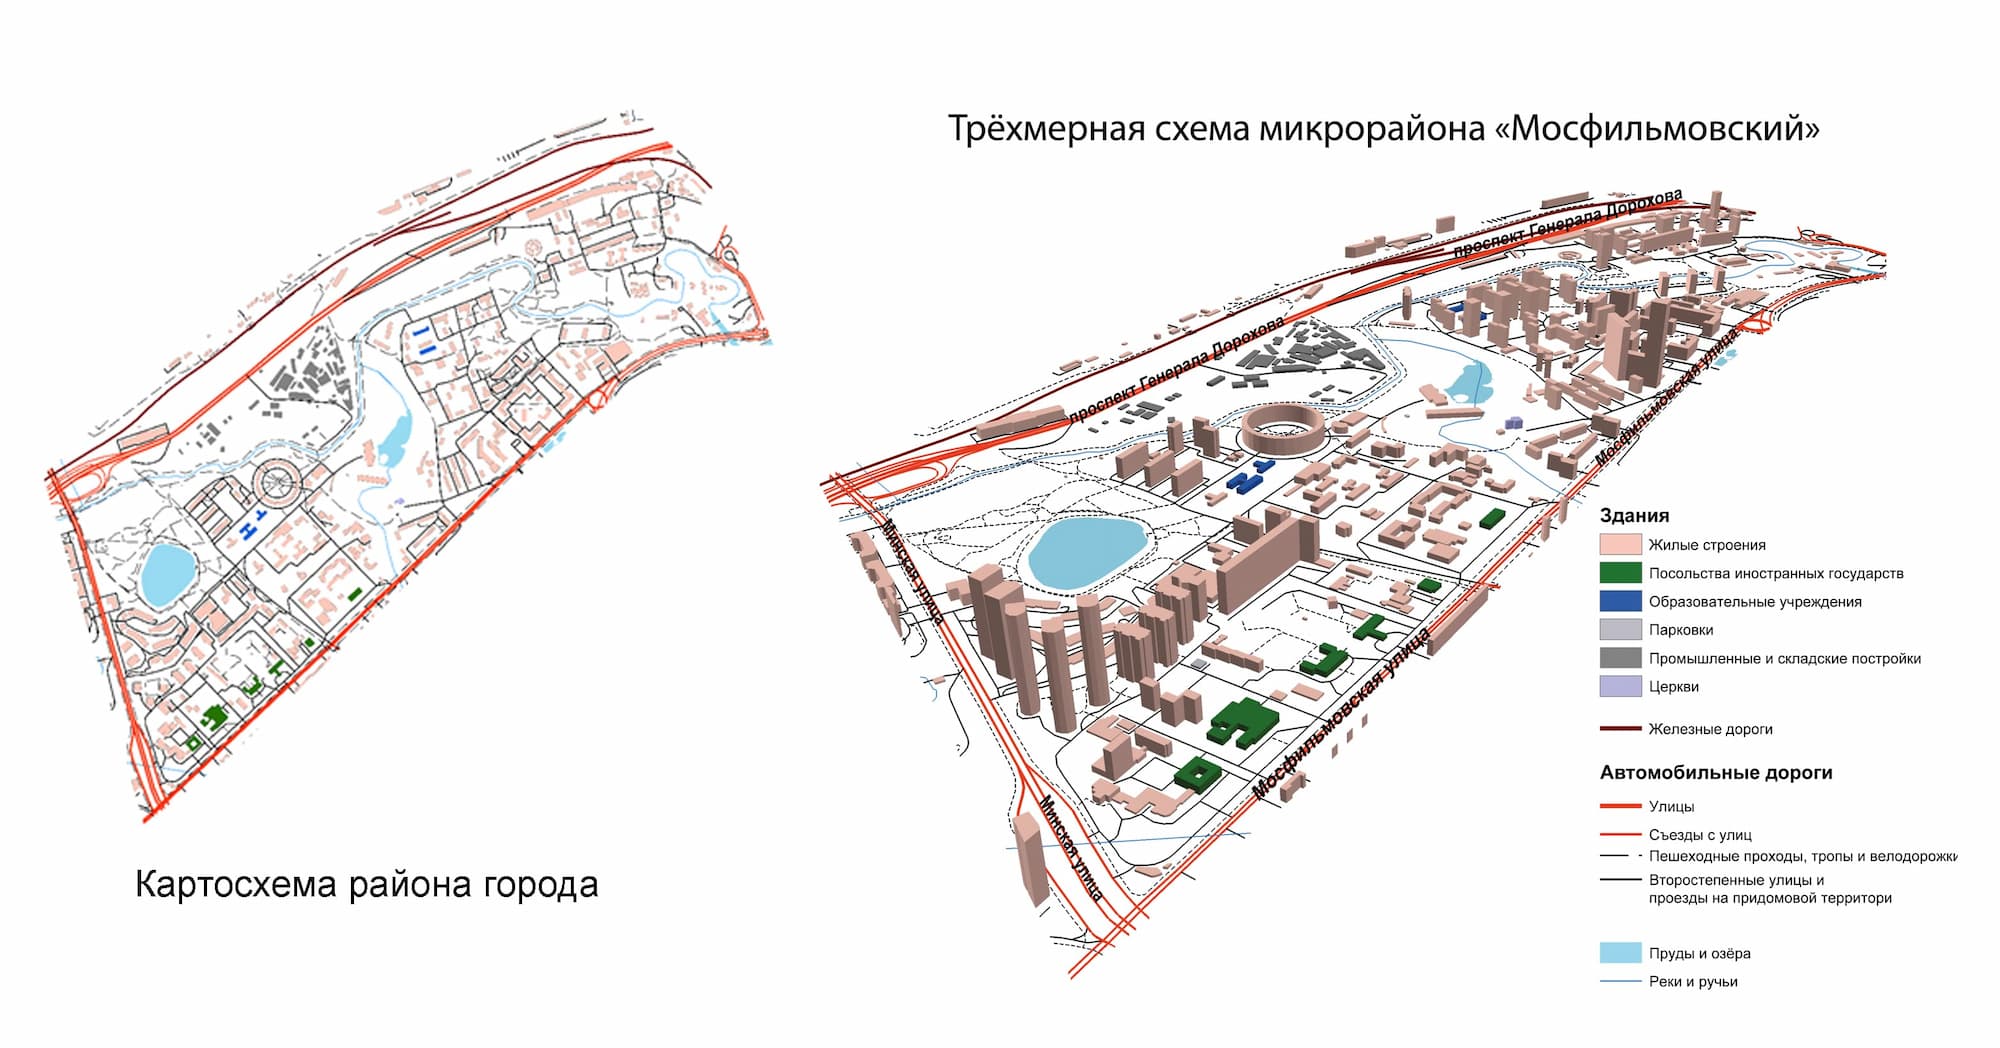 Трёхмерная схема микрорайона «Мосфильмовский»
проспект Генерала Дорохова
проспект Генерала Дорохова
Мосфильмовская улица
Минская улица
Мосфильмовская улица
Минская улица
Картосхема района города
Здания
Жилые строения
Посольства иностранных государств
Образовательные учреждения
Парковки
Промышленные и складские постройки
Церкви
Железные дороги
Автомобильные дороги
Улицы
Съезды с улиц
Пешеходные проходы, тропы и велодорожки
Второстепенные улицы и
проезды на придомовой территори
Пруды и озёра
Реки и ручьи